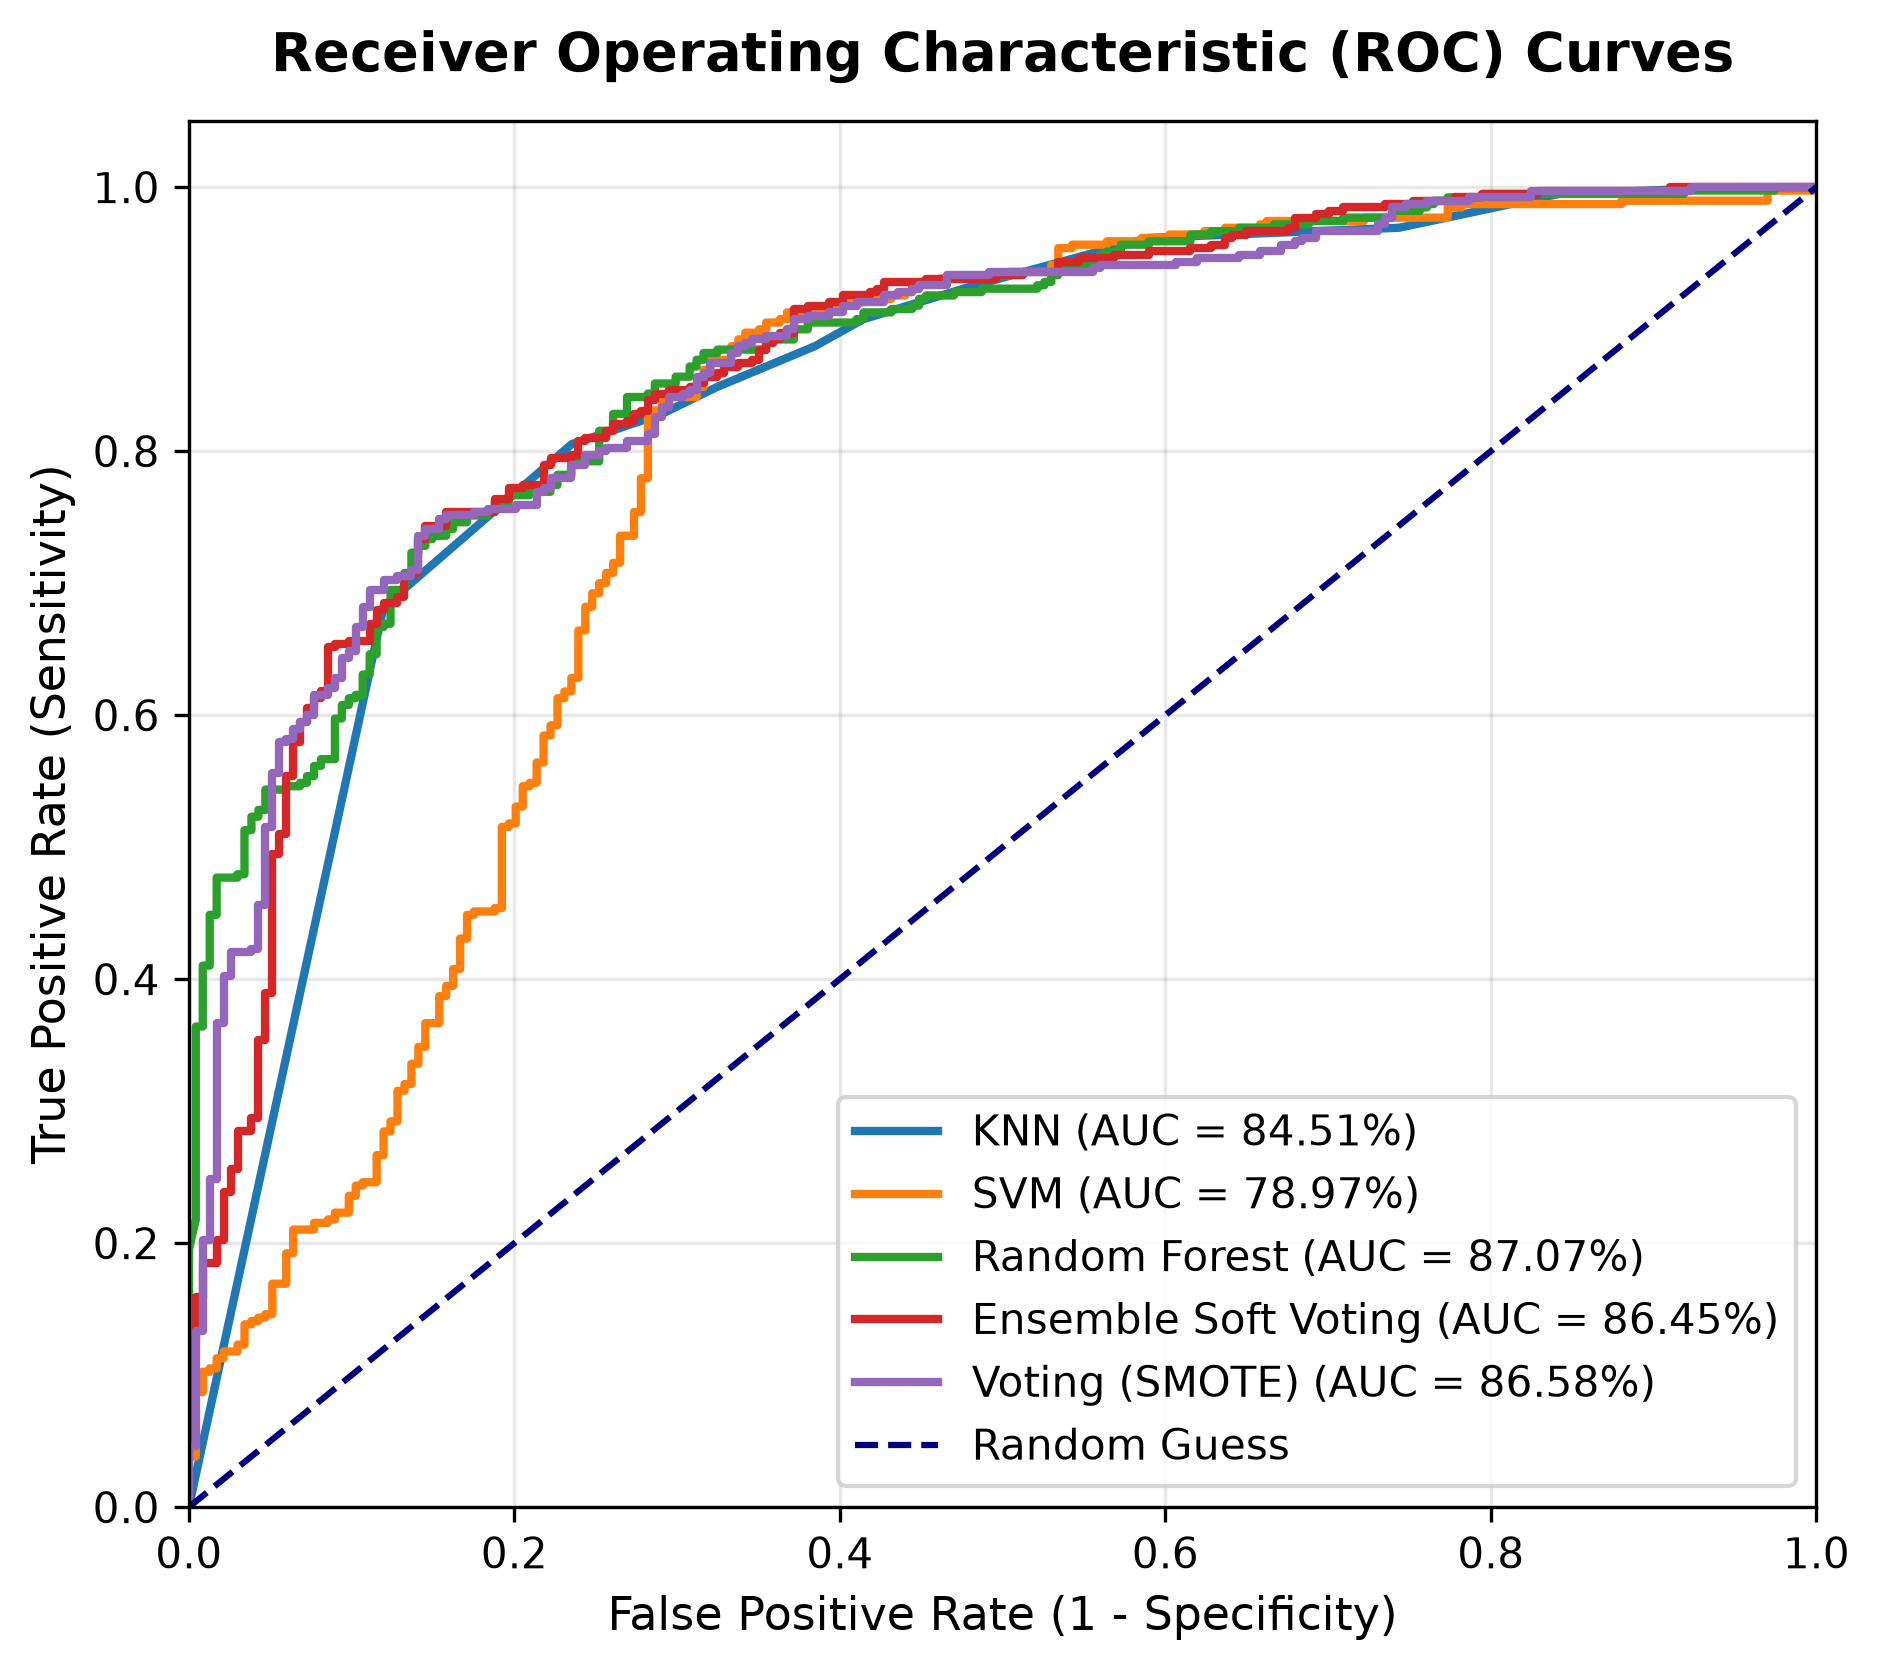 Receiver Operating Characteristic (ROC) Curves
True Positive Rate (Sensitivity)
1.0
0.8
0.6
0.4
0.2
0.0
KNN (AUC = 84.51%)
SVM (AUC = 78.97%)
Random Forest (AUC = 87.07%)
Ensemble Soft Voting (AUC = 86.45%)
Voting (SMOTE) (AUC = 86.58%)
Random Guess
0.0 0.2 0.4 0.6 0.8 1.0
False Positive Rate (1 - Specificity)